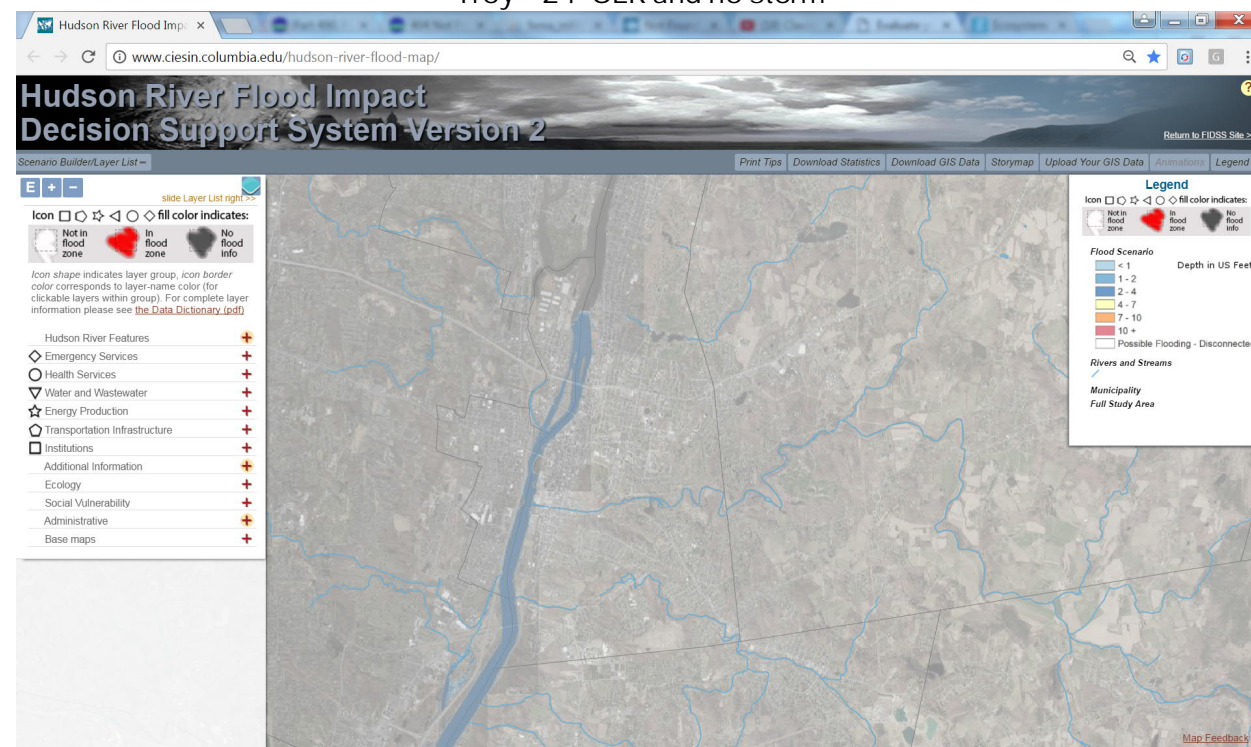 Troy – 24" SLR and no storm
Hudson River Flood Impa
www.ciesin.columbia.edu/hudson-river-flood-map/
Hudson River Flood Impact
Decision Support System Version 2
?
Return to FIDSS Site >
Scenario Builder/Layer List –
Print Tips Download Statistics Download GIS Data Storymap Upload Your GIS Data Animations Legend
E + –
slide Layer List right >>
Icon fill color indicates:
Not in flood zone
In flood zone
No flood info
Icon shape indicates layer group, icon border
color corresponds to layer-name color (for
clickable layers within group). For complete layer
information please see the Data Dictionary (pdf)
Hudson River Features +
Emergency Services +
Health Services +
Water and Wastewater +
Energy Production +
Transportation Infrastructure +
Institutions +
Additional Information +
Ecology +
Social Vulnerability +
Administrative +
Base maps +
Legend
Icon fill color indicates:
Not in flood zone
In flood zone
No flood info
Flood Scenario
< 1 Depth in US Feet
1 - 2
2 - 4
4 - 7
7 - 10
10 +
Possible Flooding - Disconnected
Rivers and Streams
Municipality
Full Study Area
Map Feedback